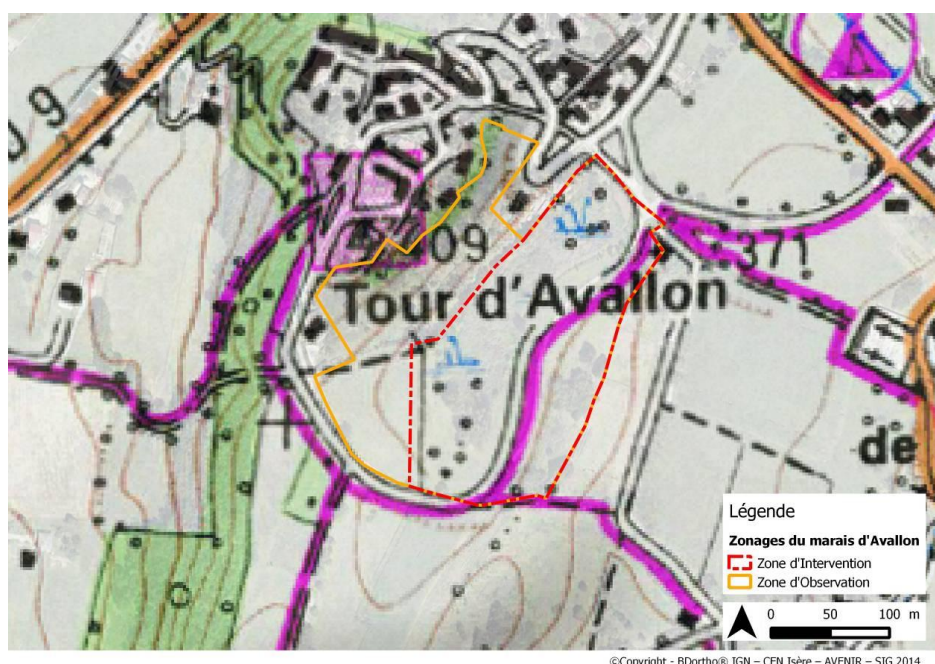 09
09
371
Tour d'Avallon
de
Légende
Zonages du marais d'Avallon
Zone d'Intervention
Zone d'Observation
0 50 100 m
©Copyright - BDortho® IGN – CEN Isère – AVENIR – SIG 2014